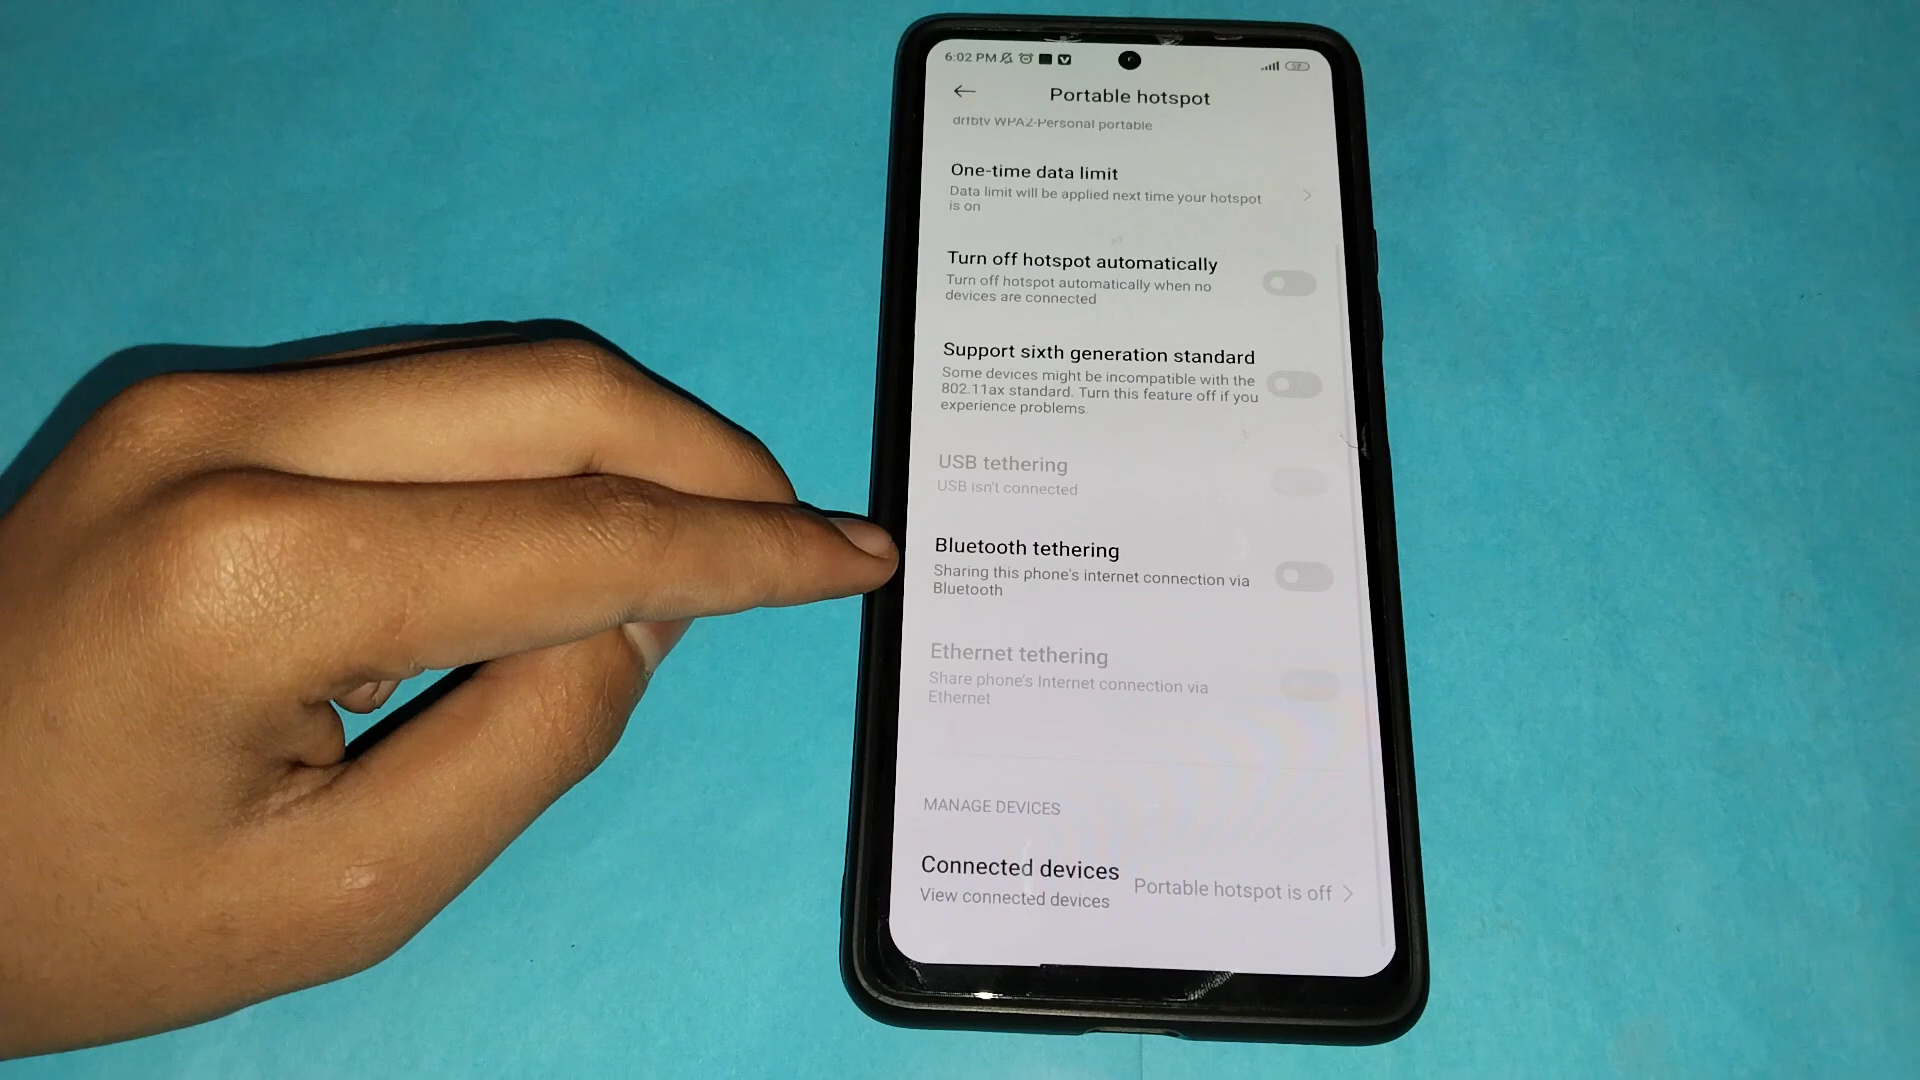 6:02 PM
57
Portable hotspot
drfbtv WPA2-Personal portable
One-time data limit
Data limit will be applied next time your hotspot
is on
Turn off hotspot automatically
Turn off hotspot automatically when no
devices are connected
Support sixth generation standard
Some devices might be incompatible with the
802.11ax standard. Turn this feature off if you
experience problems.
USB tethering
USB isn't connected
Bluetooth tethering
Sharing this phone's internet connection via
Bluetooth
Ethernet tethering
Share phone's Internet connection via
Ethernet
MANAGE DEVICES
Connected devices
View connected devices
Portable hotspot is off